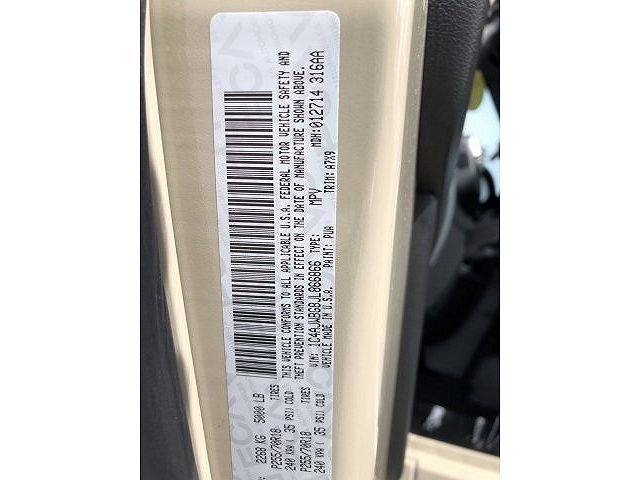 2268 KG 5000 LB
P255/70R18 TIRES
240 KPA ( 35 PSI) COLD
P255/70R18 TIRES
240 KPA ( 35 PSI) COLD
THIS VEHICLE CONFORMS TO ALL APPLICABLE U.S.A. FEDERAL MOTOR VEHICLE SAFETY AND
THEFT PREVENTION STANDARDS IN EFFECT ON THE DATE OF MANUFACTURE SHOWN ABOVE.
VIN: 1C4AJWBG8JL866866 TYPE: MPV MDH:012714 316AA
PAINT: PUA TRIM: A7X9
VEHICLE MADE IN U.S.A.